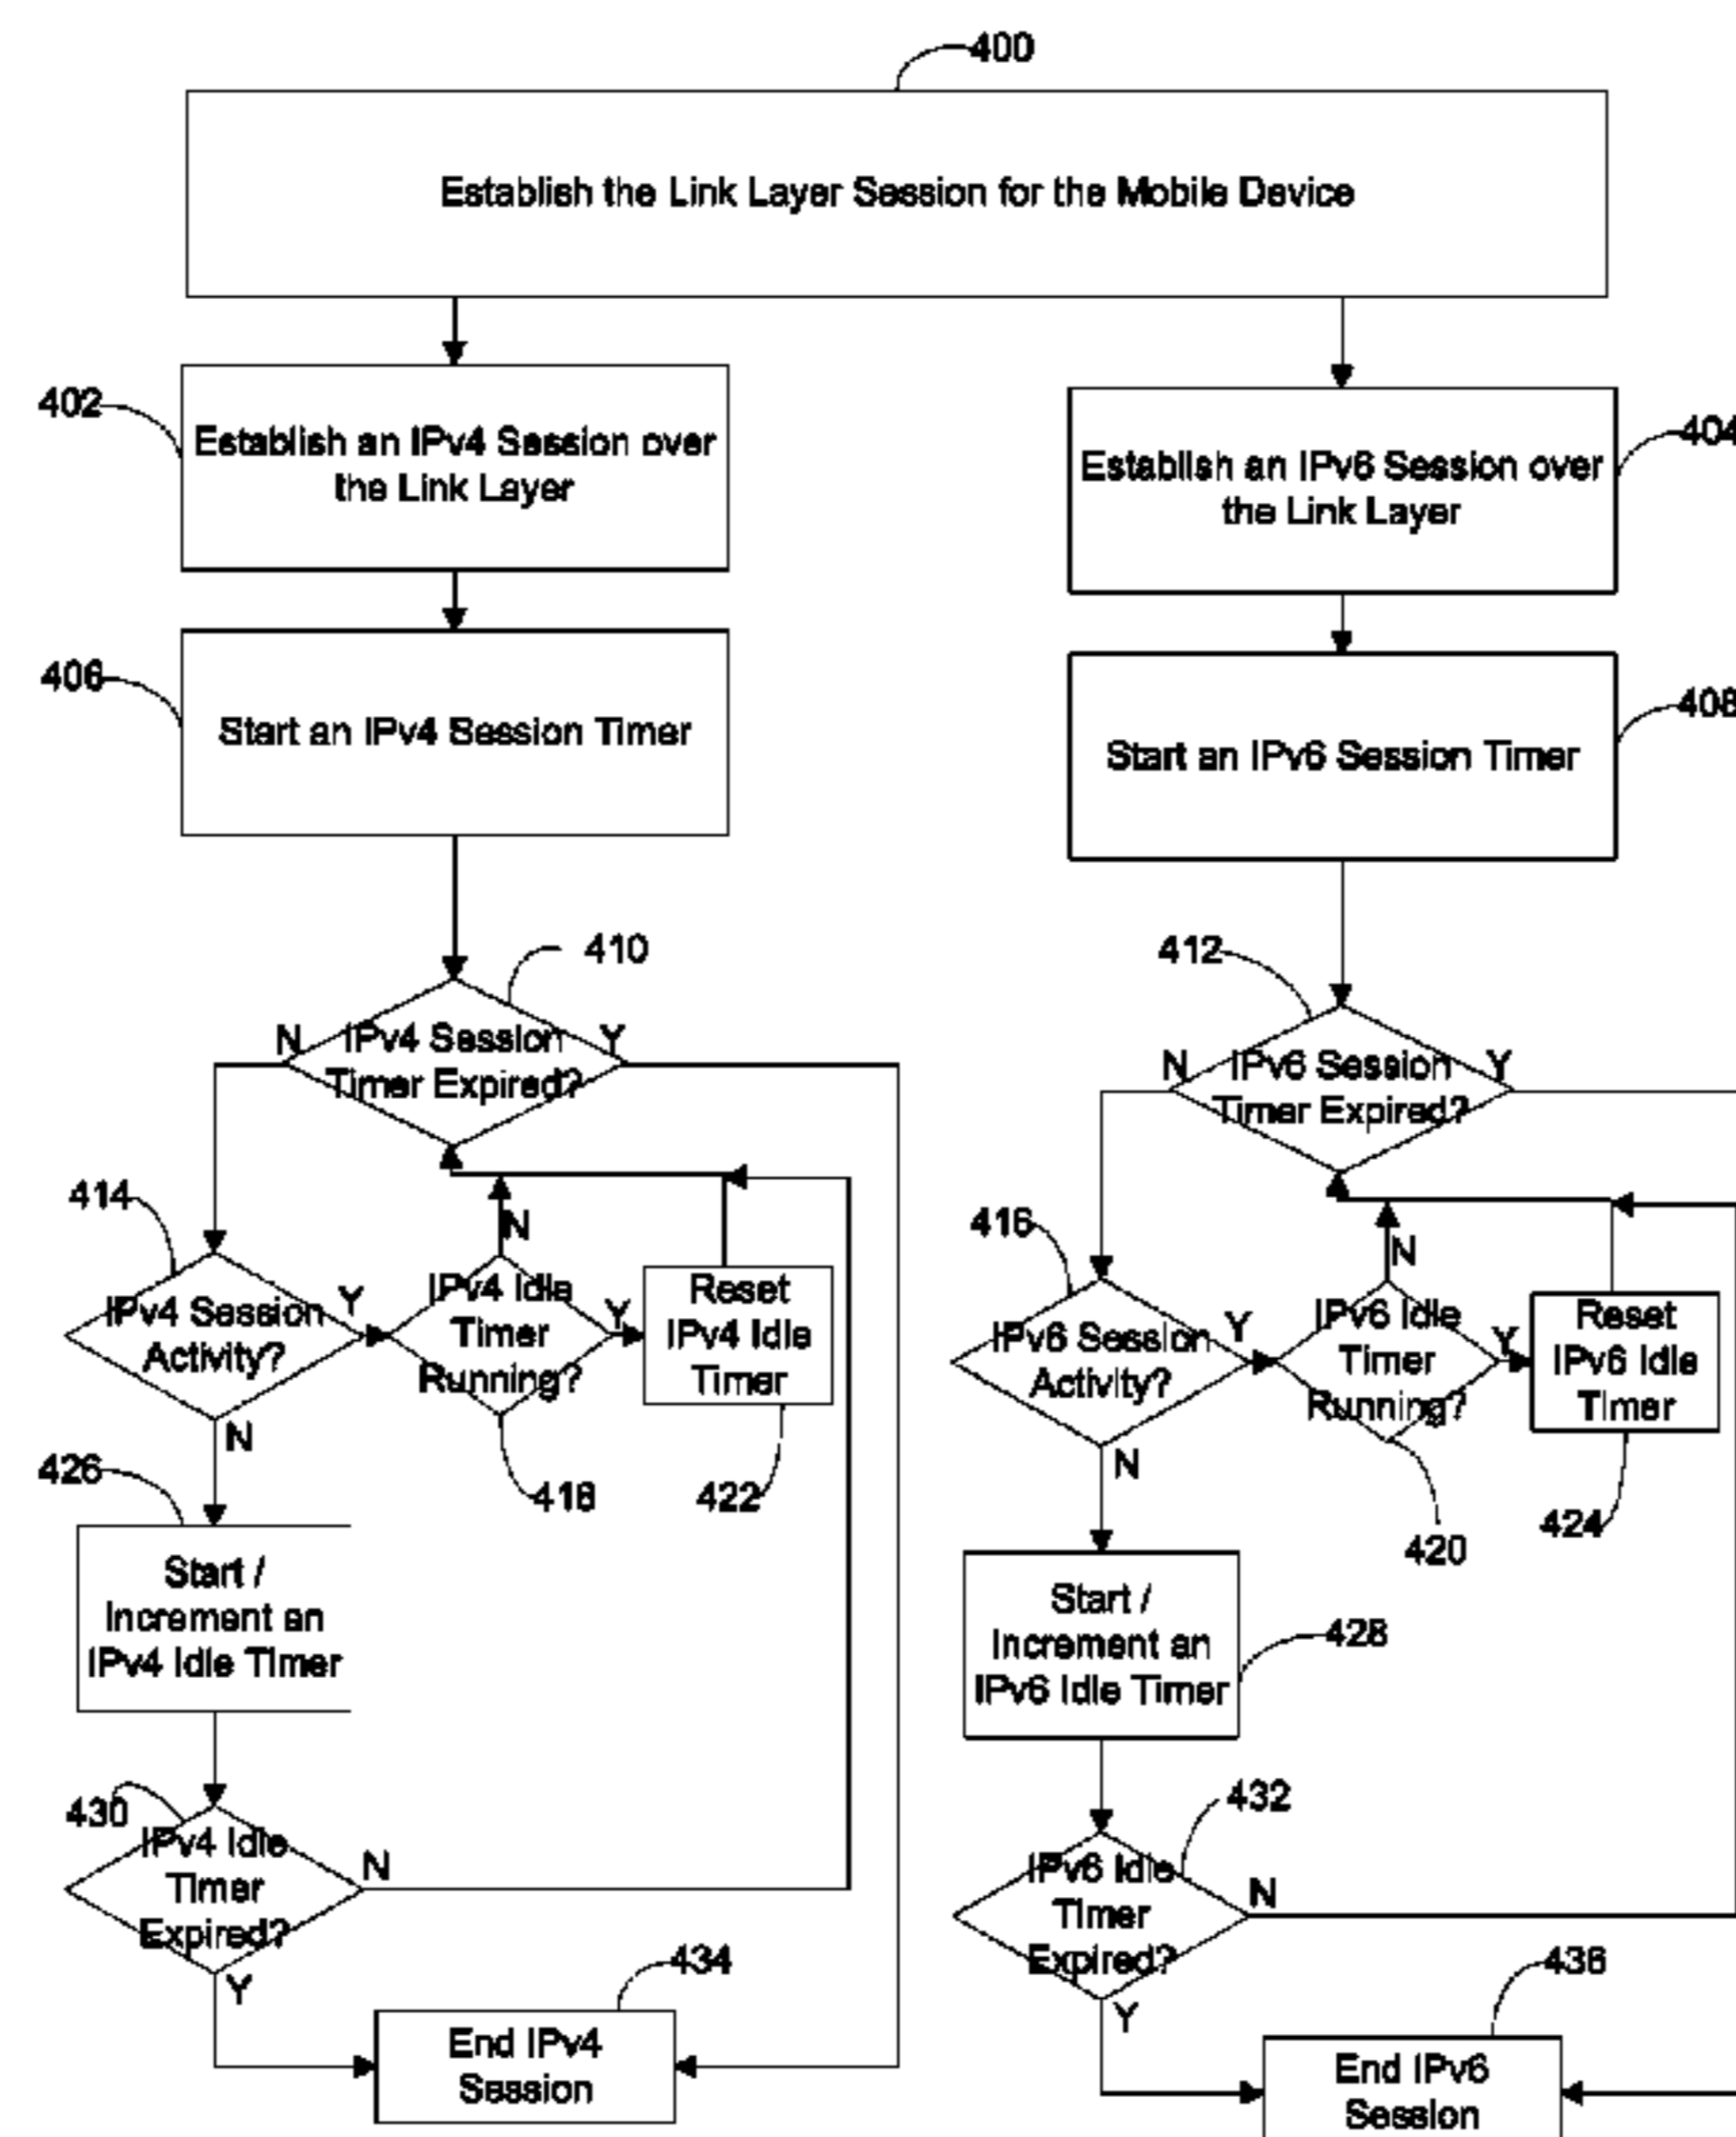 400
Establish the Link Layer Session for the Mobile Device
402
Establish an IPv4 Session over
the Link Layer
404
Establish an IPv6 Session over
the Link Layer
406
Start an IPv4 Session Timer
408
Start an IPv6 Session Timer
410
N
IPv4 Session
Timer Expired?
Y
412
N
IPv6 Session
Timer Expired?
Y
414
IPv4 Session
Activity?
Y
N
IPv4 Idle
Timer
Running?
N
Y
418
Reset
IPv4 Idle
Timer
422
416
IPv6 Session
Activity?
Y
N
IPv6 Idle
Timer
Running?
N
Y
420
Reset
IPv6 Idle
Timer
424
426
Start /
Increment an
IPv4 Idle Timer
Start /
Increment an
IPv6 Idle Timer
428
430
IPv4 Idle
Timer
Expired?
N
Y
432
IPv6 Idle
Timer
Expired?
N
Y
434
End IPv4
Session
436
End IPv6
Session